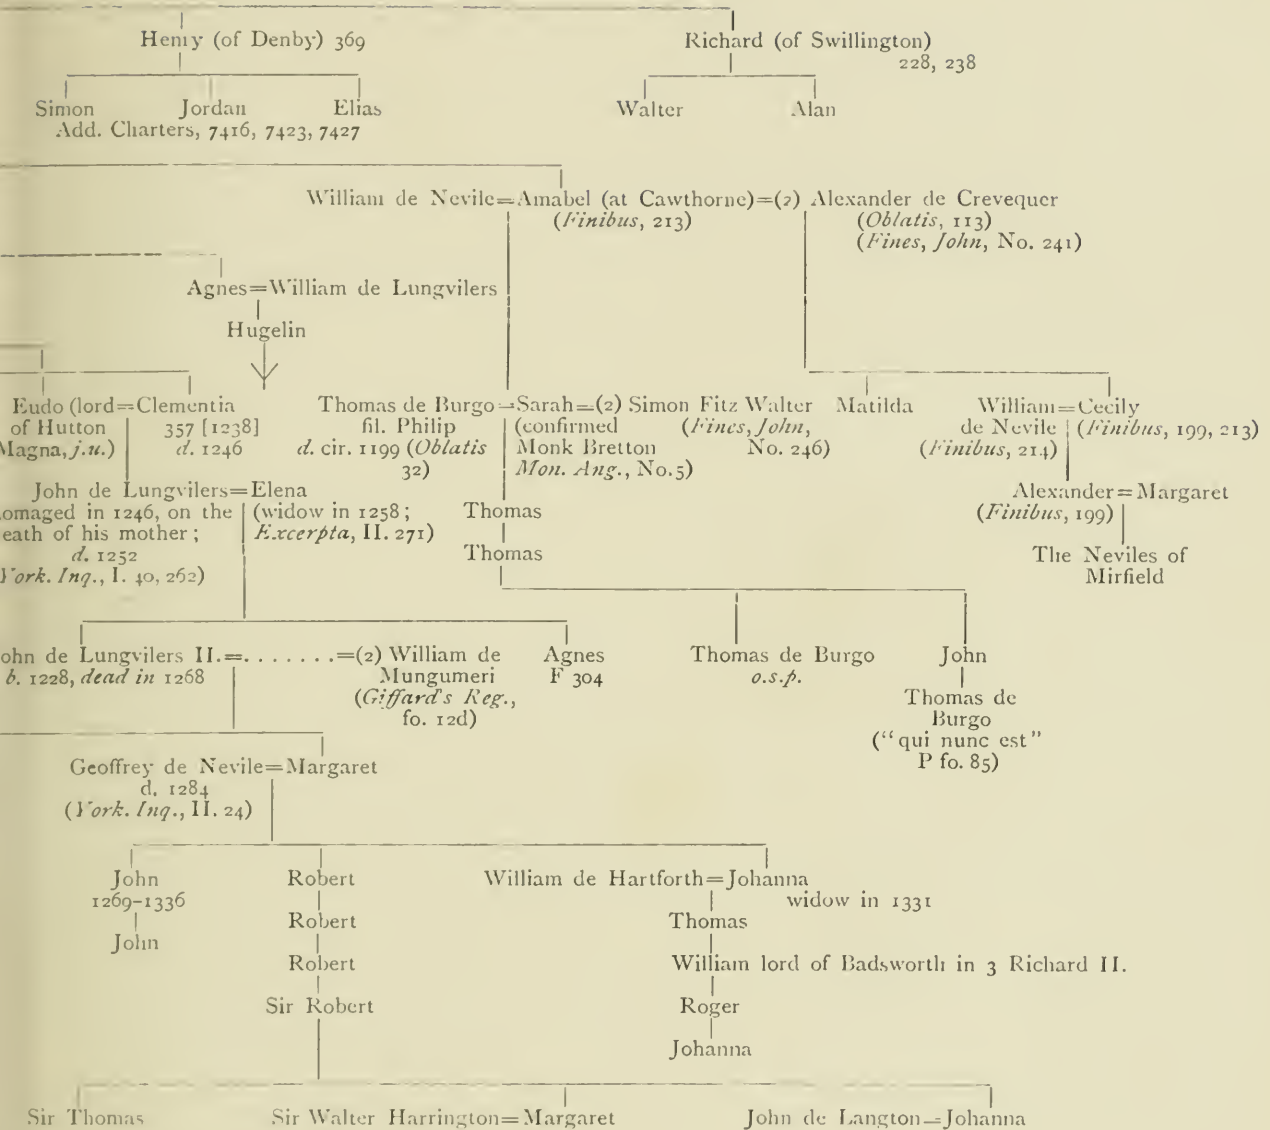 Henry (of Denby) 369
Richard (of Swillington)
228, 238
Simon Jordan Elias
Walter Alan
Add. Charters, 7416, 7423, 7427
William de Nevile=Amabel (at Cawthorne)=(2) Alexander de Crevequer
(Finibus, 213) (Oblatis, 113)
(Fines, John, No. 241)
Agnes=William de Lungvilers
Hugelin
Eudo (lord=Clementia
of Hutton 357 [1238]
Magna, j.u.) d. 1246
Thomas de Burgo=Sarah=(2) Simon Fitz Walter
fil. Philip (confirmed (Fines, John,
d. cir. 1199 (Oblatis Monk Bretton No. 246)
32) Mon. Ang., No. 5)
Matilda
William=Cecily
de Nevile (Finibus, 199, 213)
(Finibus, 214)
John de Lungvilers=Elena
omaged in 1246, on the (widow in 1258;
eath of his mother; Excerpta, II. 271)
d. 1252
York. Inq., I. 40, 262)
Thomas
Thomas
Alexander=Margaret
(Finibus, 199)
The Neviles of
Mirfield
ohn de Lungvilers II.=. . . . . . .=(2) William de
b. 1228, dead in 1268 Mungumeri
(Giffard's Reg.,
fo. 12d)
Agnes
F 304
Thomas de Burgo
o.s.p.
John
Thomas de
Burgo
("qui nunc est"
P fo. 85)
Geoffrey de Nevile=Margaret
d. 1284
(York. Inq., II. 24)
John Robert William de Hartforth=Johanna
1269-1336 widow in 1331
Robert Thomas
John
Robert William lord of Badsworth in 3 Richard II.
Sir Robert Roger
Johanna
Sir Thomas Sir Walter Harrington=Margaret John de Langton=Johanna